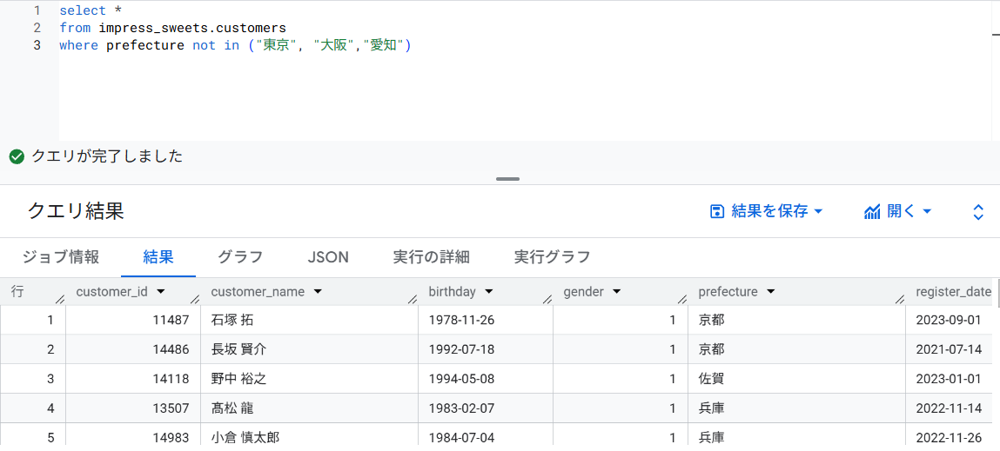 1 select *
2 from impress_sweets.customers
3 where prefecture not in ("東京", "大阪","愛知")
クエリが完了しました
クエリ結果 結果を保存 開く
ジョブ情報 結果 グラフ JSON 実行の詳細 実行グラフ
行 customer_id customer_name birthday gender prefecture register_date
1 11487 石塚 拓 1978-11-26 1 京都 2023-09-01
2 14486 長坂 賢介 1992-07-18 1 京都 2021-07-14
3 14118 野中 裕之 1994-05-08 1 佐賀 2023-01-01
4 13507 髙松 龍 1983-02-07 1 兵庫 2022-11-14
5 14983 小倉 慎太郎 1984-07-04 1 兵庫 2022-11-26